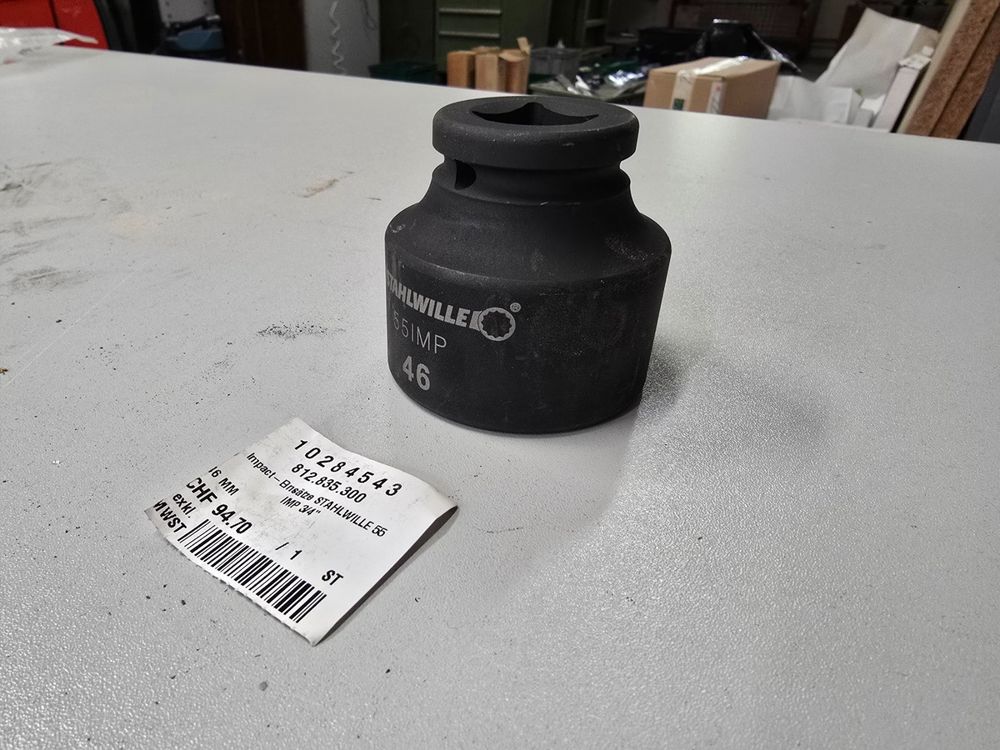 STAHLWILLE ®
55IMP
46
10284543
812.835.300
Impact-Einsätze STAHLWILLE 55
IMP 3/4"
16 MM
CHF 94.70 / 1 ST
exkl.
MWST